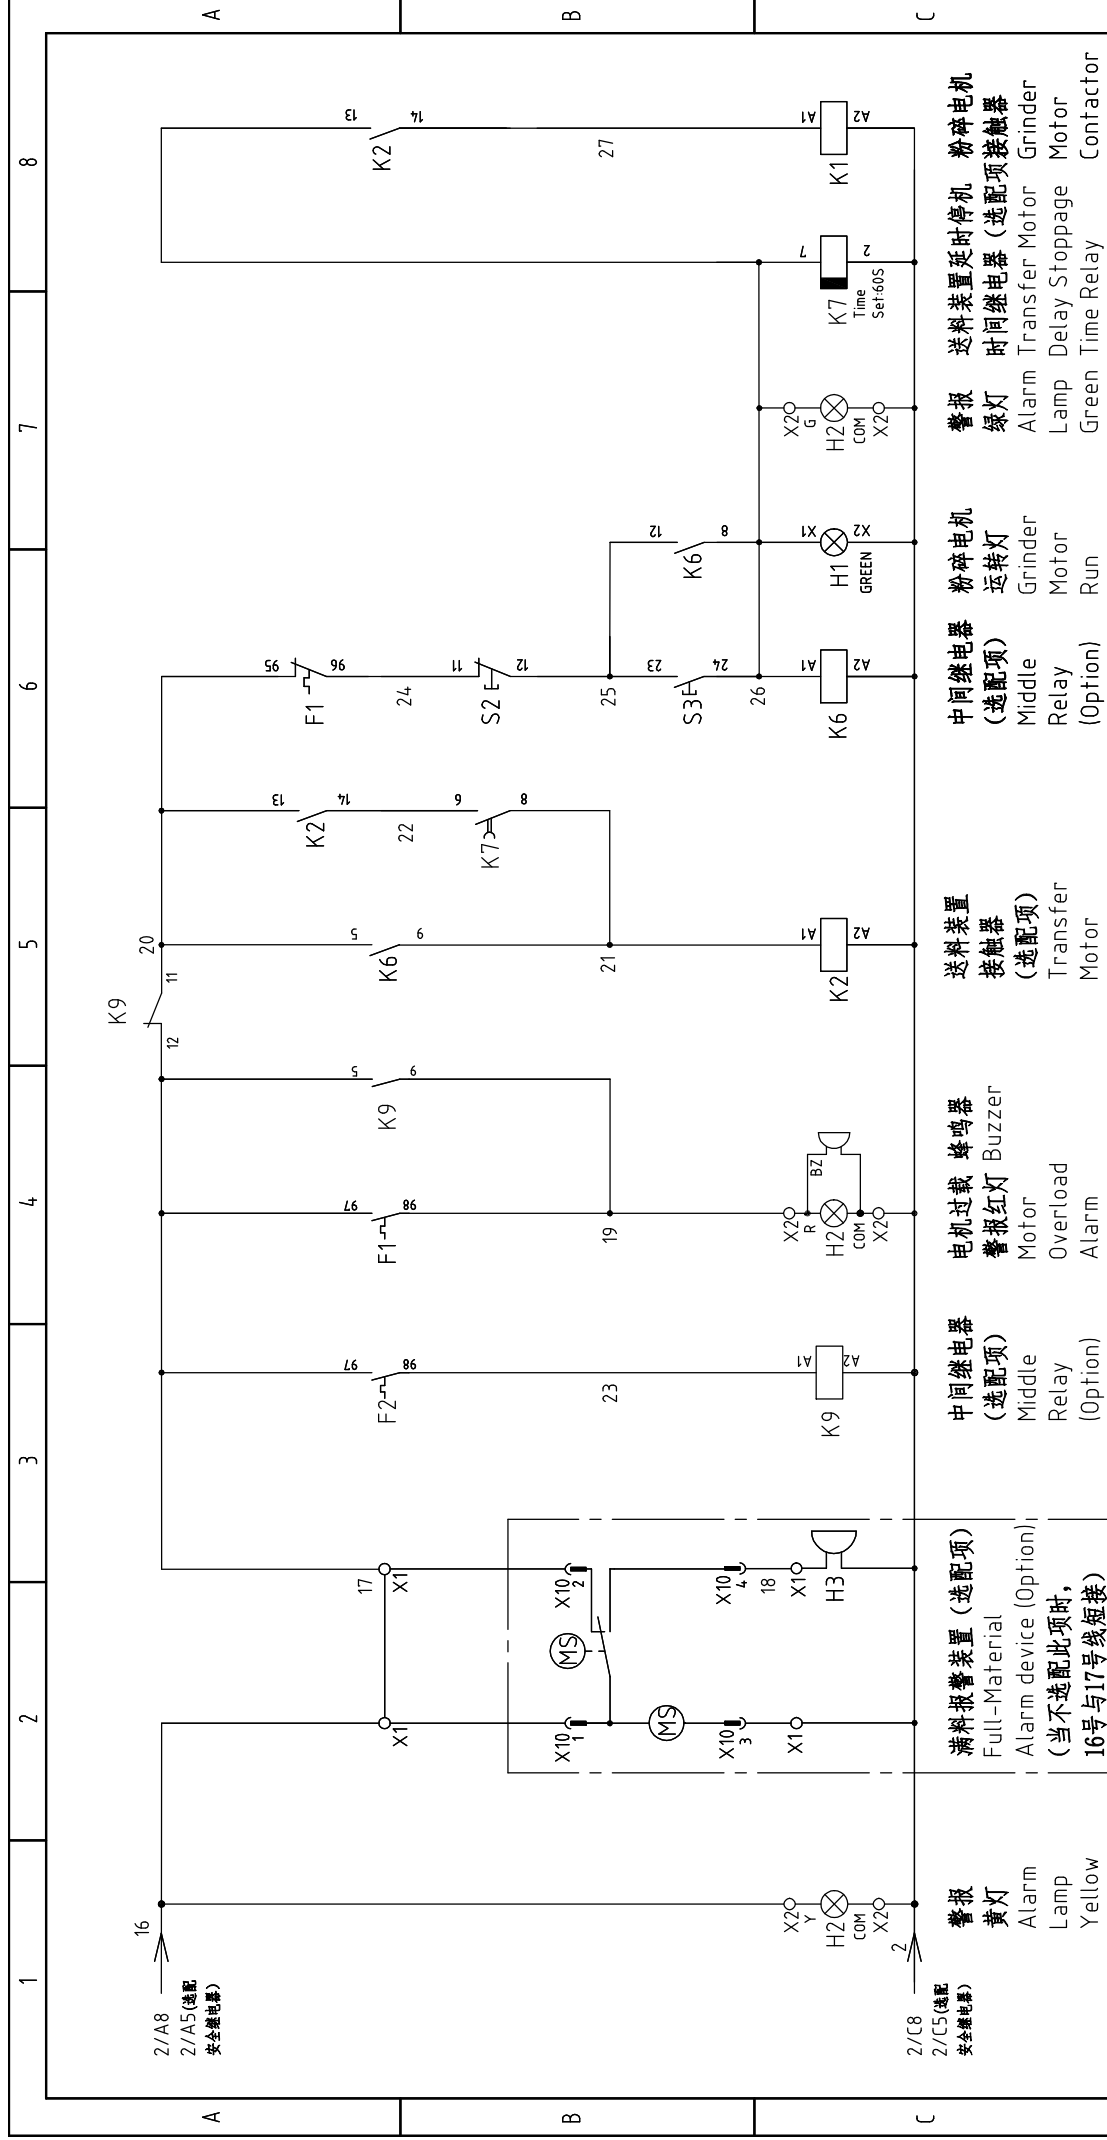 1
2
3
4
5
6
7
8
A
B
C
A
B
C
2/A8
2/A5(选配
安全继电器)
16
2/C8
2/C5(选配
安全继电器)
2
X2
Y
H2
COM
X2
X1
17
X1
X10
1
X10
2
MS
MS
X10
3
X10
4
18
X1
X1
H3
F2
97
98
23
K9
A1
A2
F1
97
98
19
X2
R
H2
COM
X2
BZ
K9
5
9
K9
12
11
20
K6
5
9
21
K2
A1
A2
K2
13
14
22
K7
6
8
F1
95
96
24
S2
11
12
25
S3
23
24
26
K6
A1
A2
K6
12
8
H1
GREEN
X1
X2
X2
G
H2
COM
X2
K7
Time
Set:60S
7
2
K2
13
14
27
K1
A1
A2
警报
黄灯
Alarm
Lamp
Yellow
满料报警装置(选配项)
Full-Material
Alarm device (Option)
(当不选配此项时,
16号与17号线短接)
中间继电器
(选配项)
Middle
Relay
(Option)
电机过载
警报红灯
Motor
Overload
Alarm
蜂鸣器
Buzzer
送料装置
接触器
(选配项)
Transfer
Motor
中间继电器
(选配项)
Middle
Relay
(Option)
粉碎电机
运转灯
Grinder
Motor
Run
警报
绿灯
Alarm
Lamp
Green
送料装置延时停机
时间继电器(选配项
Transfer Motor
Delay Stoppage
Time Relay
粉碎电机
接触器
Grinder
Motor
Contactor